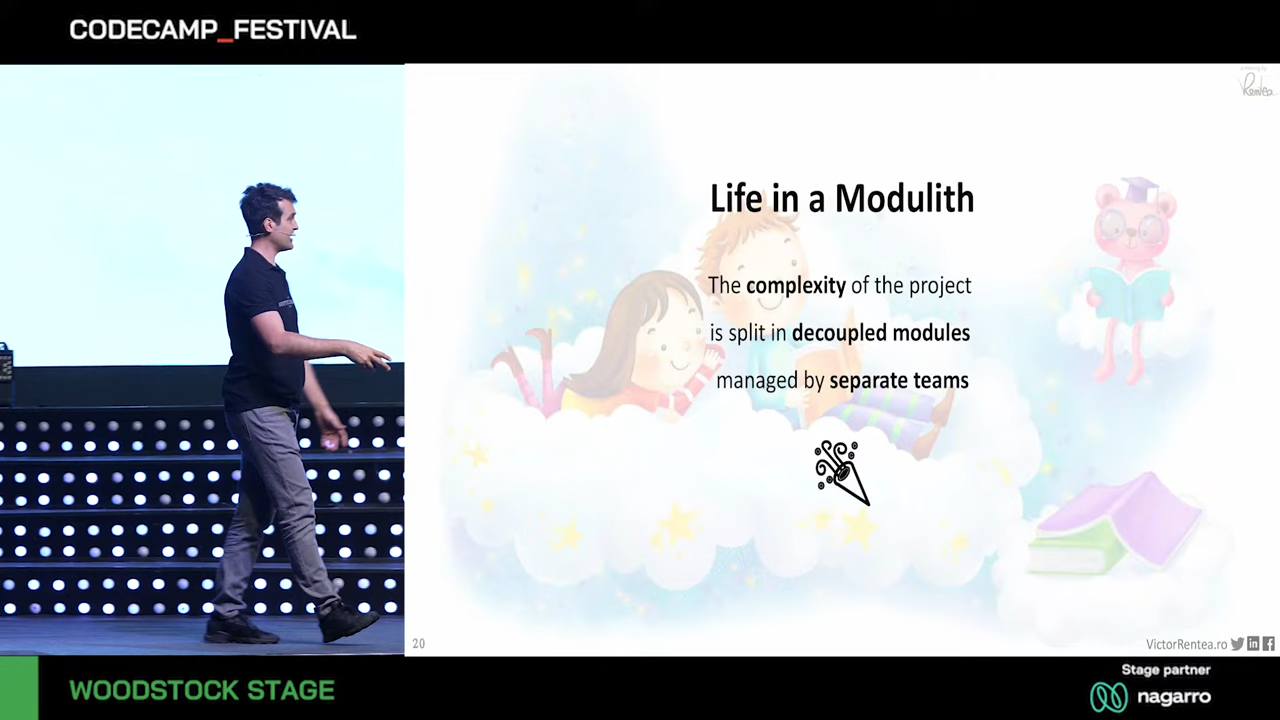 CODECAMP_FESTIVAL
Rentea
Life in a Modulith
The complexity of the project
is split in decoupled modules
managed by separate teams
20
VictorRentea.ro
WOODSTOCK STAGE
Stage partner
nagarro